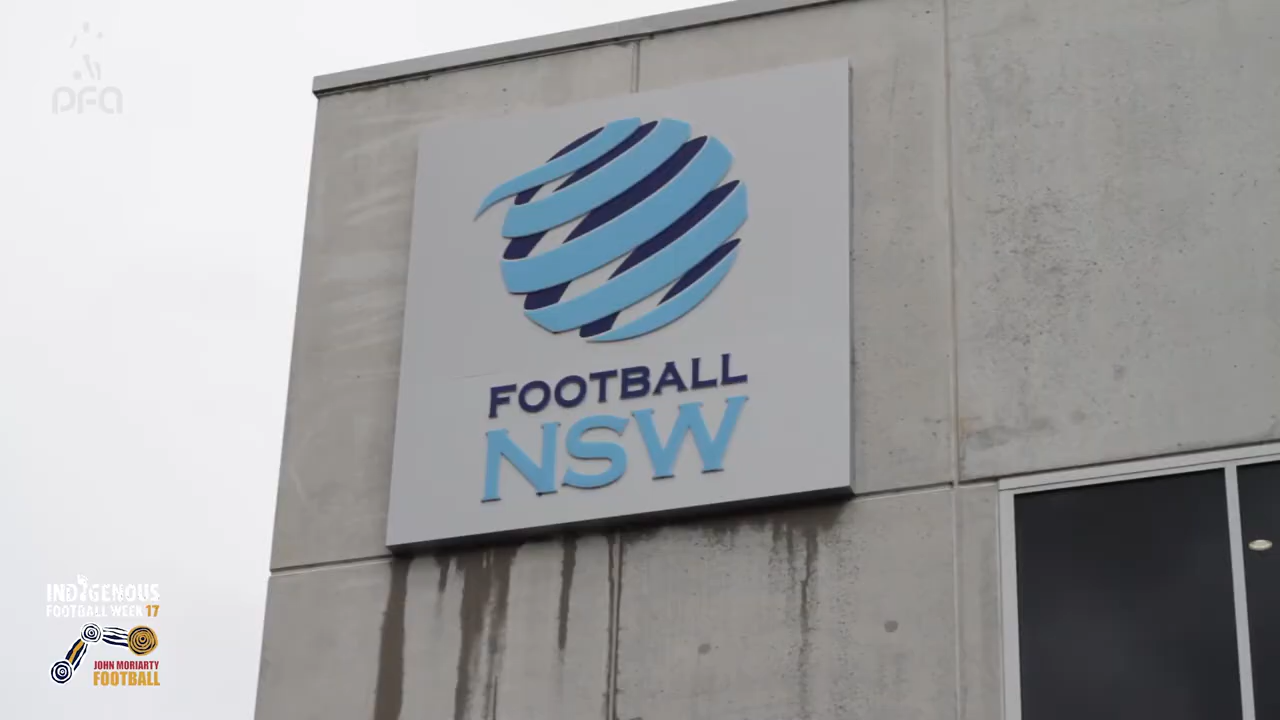 pfa
FOOTBALL
NSW
INDIGENOUS
FOOTBALL WEEK 17
JOHN MORIARTY
FOOTBALL